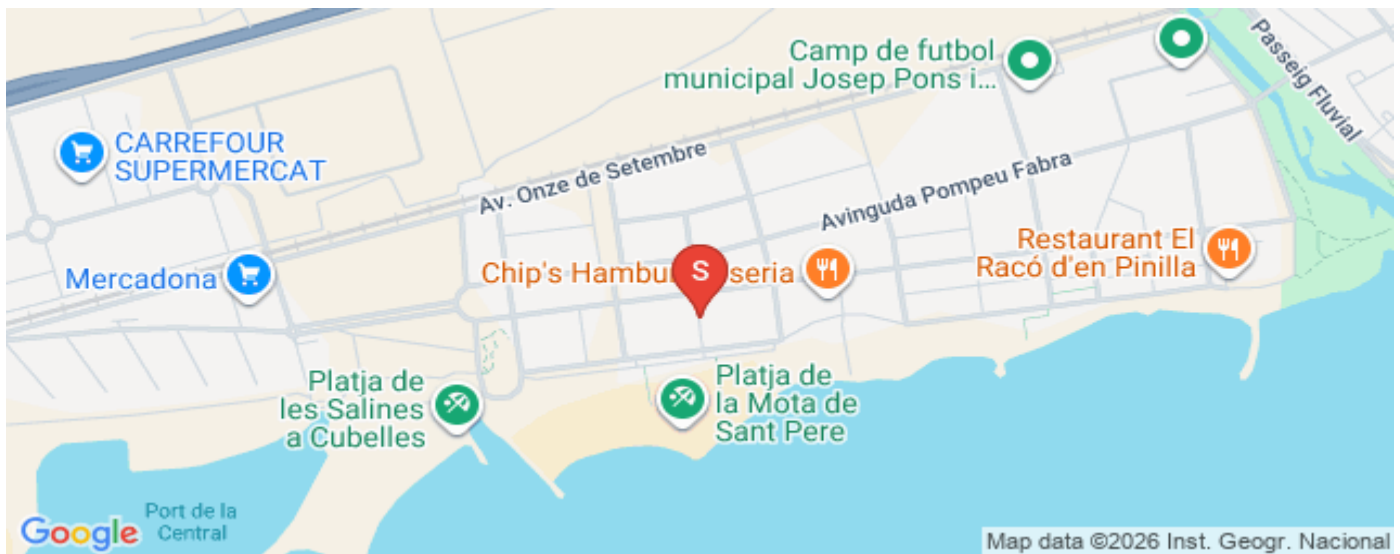 Camp de futbol
municipal Josep Pons i...
Passeig Fluvial
CARREFOUR
SUPERMERCAT
Av. Onze de Setembre
Avinguda Pompeu Fabra
Mercadona
Chip's Hambur
S
seria
Restaurant El
Racó d'en Pinilla
Platja de
les Salines
a Cubelles
Platja de
la Mota de
Sant Pere
Port de la
Central
Google
Map data ©2026 Inst. Geogr. Nacional